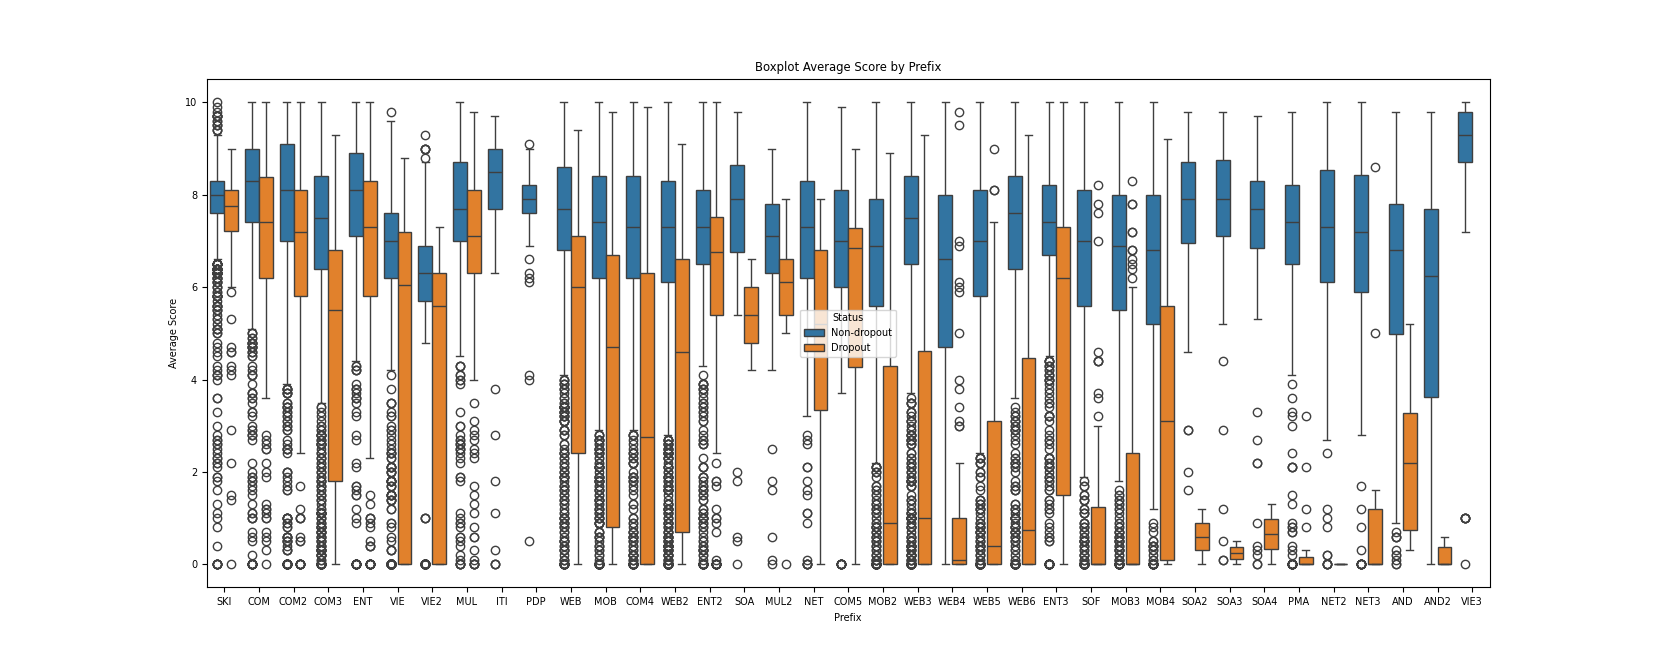 Boxplot Average Score by Prefix
10
8
6
4
2
0
Average Score
Status
Non-dropout
Dropout
SKI COM COM2 COM3 ENT VIE VIE2 MUL ITI PDP WEB MOB COM4 WEB2 ENT2 SOA MUL2 NET COM5 MOB2 WEB3 WEB4 WEB5 WEB6 ENT3 SOF MOB3 MOB4 SOA2 SOA3 SOA4 PMA NET2 NET3 AND AND2 VIE3
Prefix